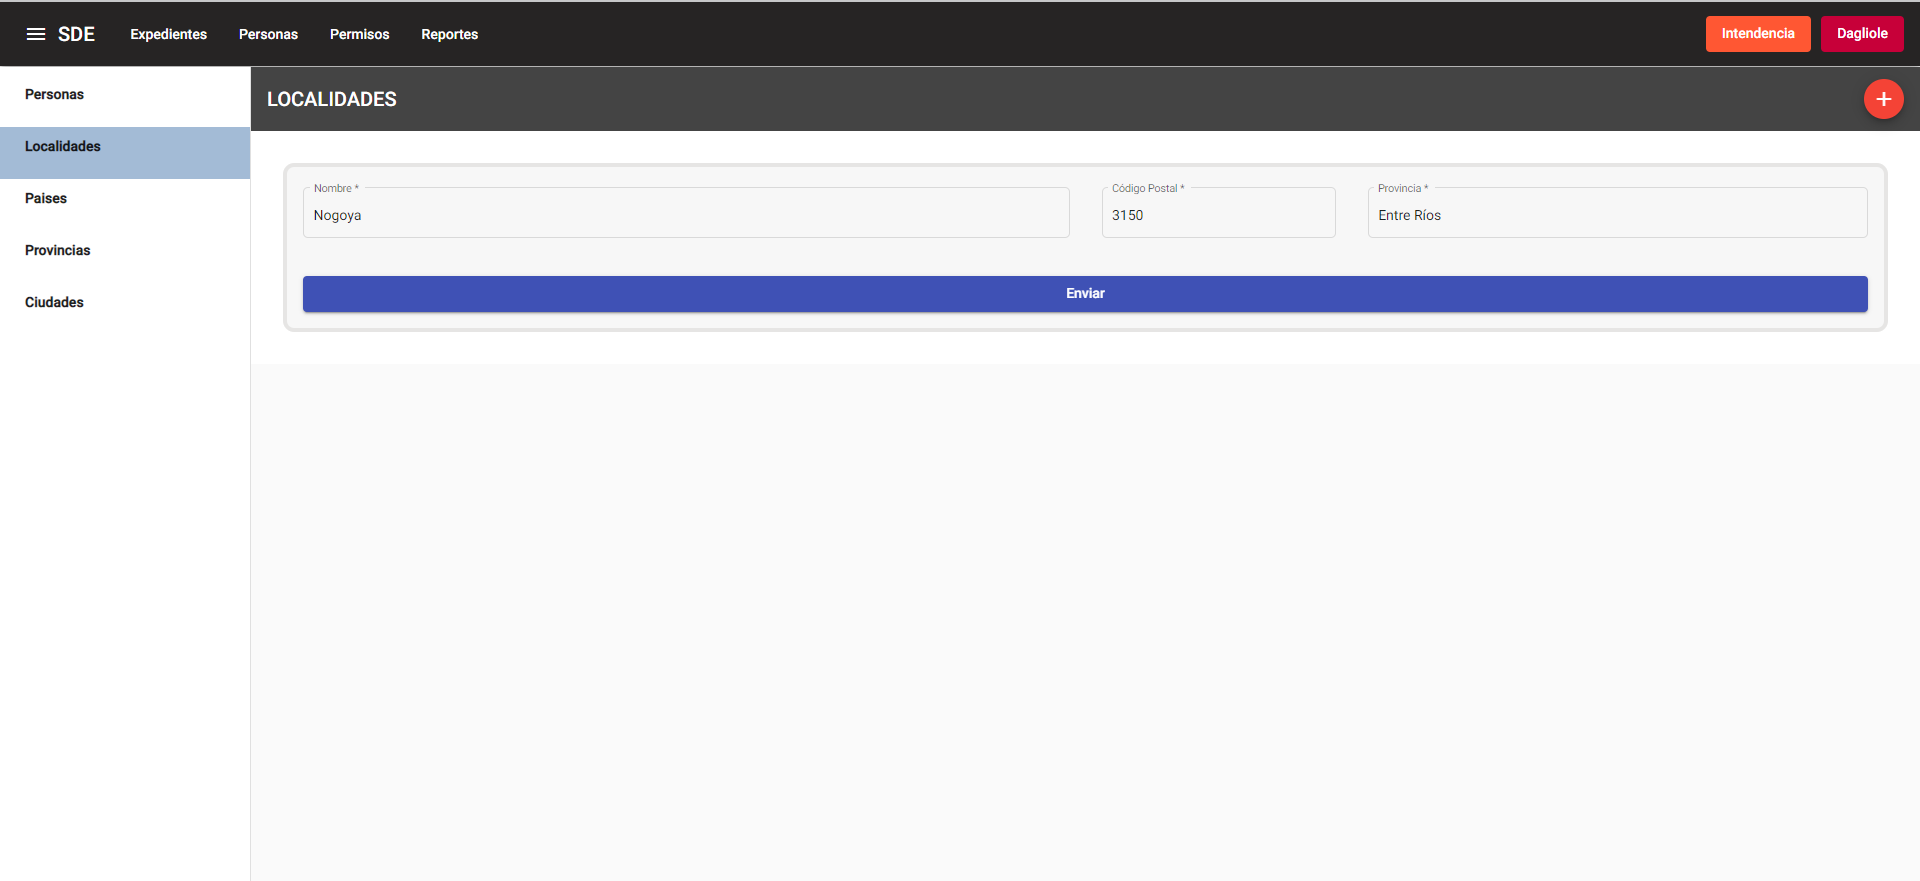 SDE Expedientes Personas Permisos Reportes Intendencia Dagliole
Personas
Localidades
Paises
Provincias
Ciudades
LOCALIDADES
Nombre * Código Postal * Provincia *
Nogoya 3150 Entre Ríos
Enviar